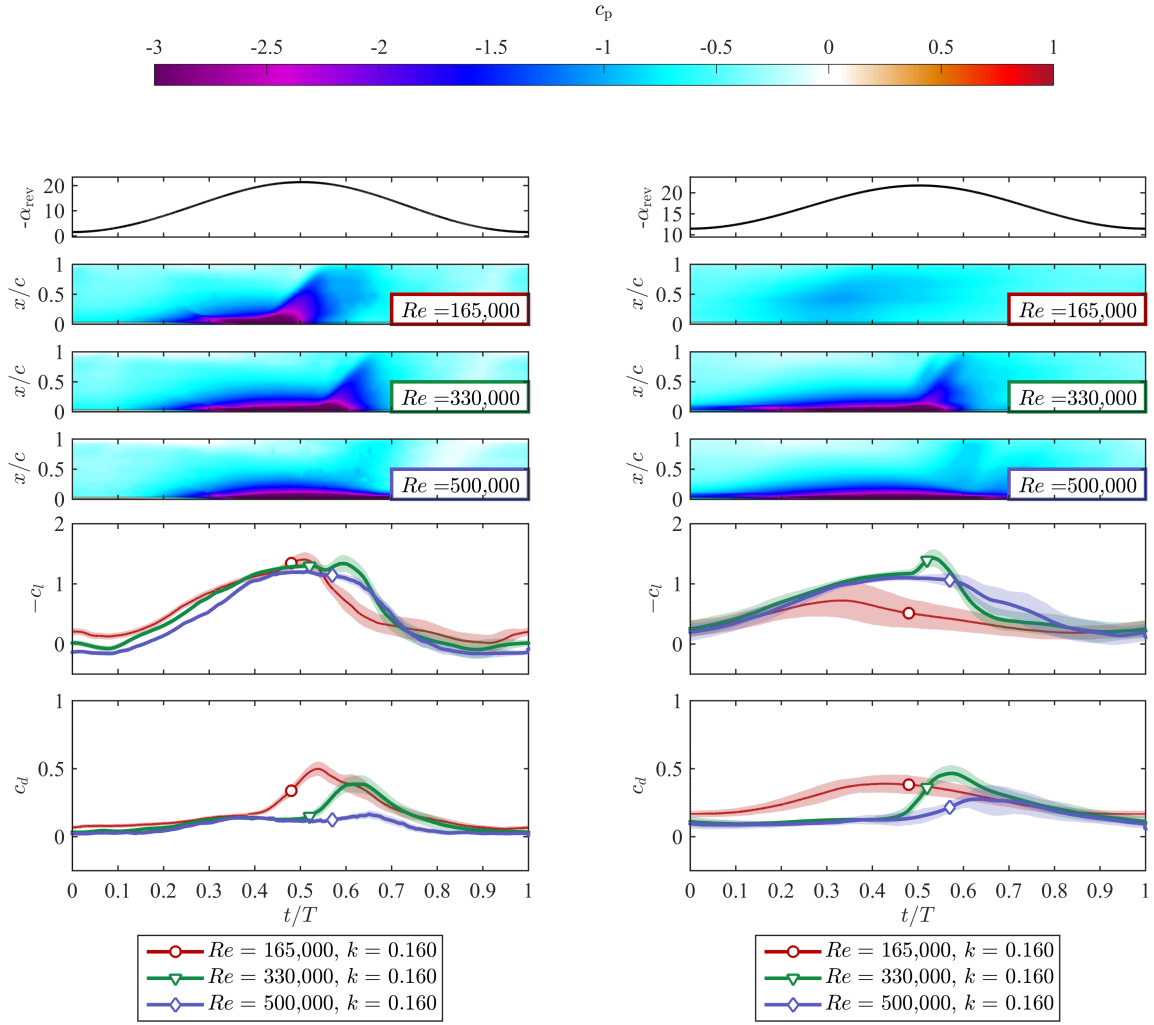 c_p
-3 -2.5 -2 -1.5 -1 -0.5 0 0.5 1
-α_rev
20
10
0
x/c
1
0.5
0
Re =165,000
x/c
1
0.5
0
Re =330,000
x/c
1
0.5
0
Re =500,000
−c_l
2
1
0
c_d
1
0.5
0
0 0.1 0.2 0.3 0.4 0.5 0.6 0.7 0.8 0.9 1
t/T
Re = 165,000, k = 0.160
Re = 330,000, k = 0.160
Re = 500,000, k = 0.160
-α_rev
20
15
10
x/c
1
0.5
0
Re =165,000
x/c
1
0.5
0
Re =330,000
x/c
1
0.5
0
Re =500,000
−c_l
2
1
0
c_d
1
0.5
0
0 0.1 0.2 0.3 0.4 0.5 0.6 0.7 0.8 0.9 1
t/T
Re = 165,000, k = 0.160
Re = 330,000, k = 0.160
Re = 500,000, k = 0.160